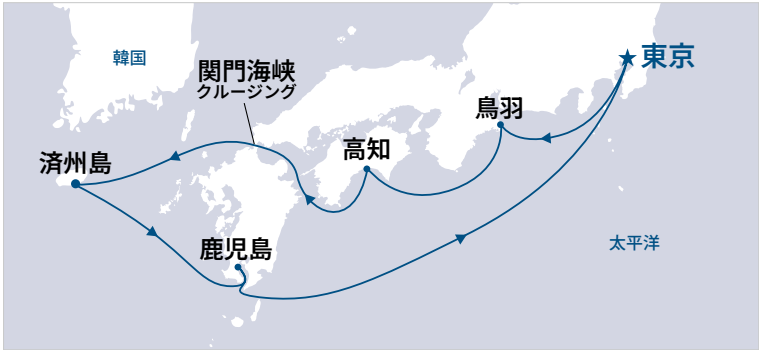 韓国
関門海峡
クルージング
東京
鳥羽
高知
済州島
鹿児島
太平洋